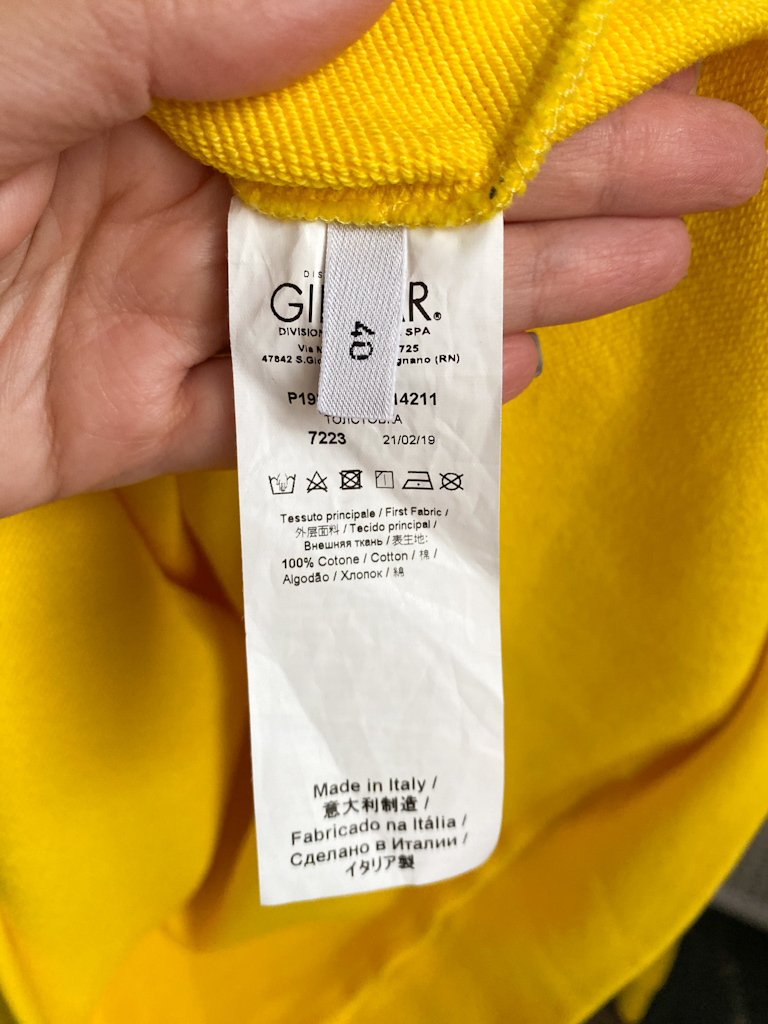 DIS
GI R.
DIVISION SPA
Via 725
47842 S.Gio gnano (RN)
40
P19 14211
ТОЛСТОВКА
7223 21/02/19
Tessuto principale / First Fabric /
外层面料 / Tecido principal /
Внешняя ткань / 表生地:
100% Cotone / Cotton / 棉 /
Algodão / Хлопок / 綿
Made in Italy /
意大利制造 /
Fabricado na Itália /
Сделано в Италии /
イタリア製